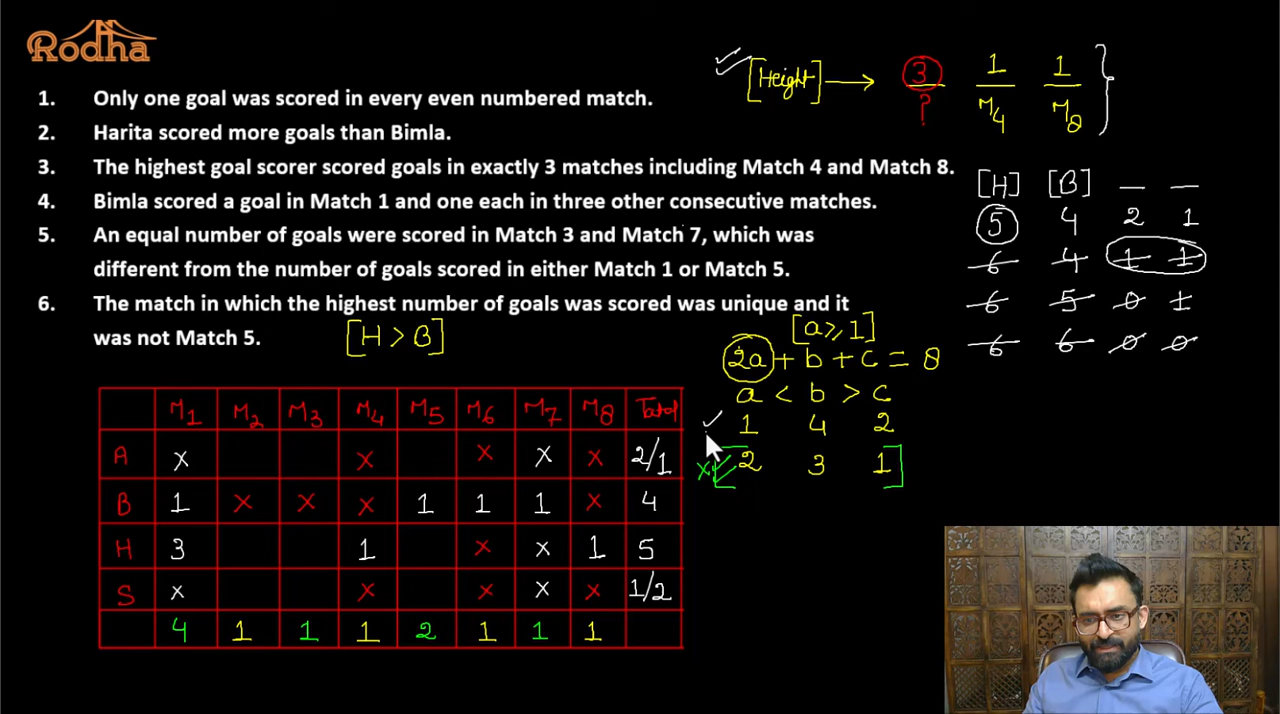 Rodha
1. Only one goal was scored in every even numbered match.
2. Harita scored more goals than Bimla.
3. The highest goal scorer scored goals in exactly 3 matches including Match 4 and Match 8.
4. Bimla scored a goal in Match 1 and one each in three other consecutive matches.
5. An equal number of goals were scored in Match 3 and Match 7, which was
different from the number of goals scored in either Match 1 or Match 5.
6. The match in which the highest number of goals was scored was unique and it
was not Match 5.
[H > B]
[Height] → 3 1 1
? M4 M8
[H] [B] — —
5 4 2 1
6 4 1 1
6 5 0 1
6 6 0 0
[a ≥ 1]
2a + b + c = 8
a < b > c
1 4 2
x 2 3 1
M1 M2 M3 M4 M5 M6 M7 M8 Total
A x x x x x 2/1
B 1 x x x 1 1 1 x 4
H 3 1 x x 1 5
S x x x x x 1/2
4 1 1 1 2 1 1 1